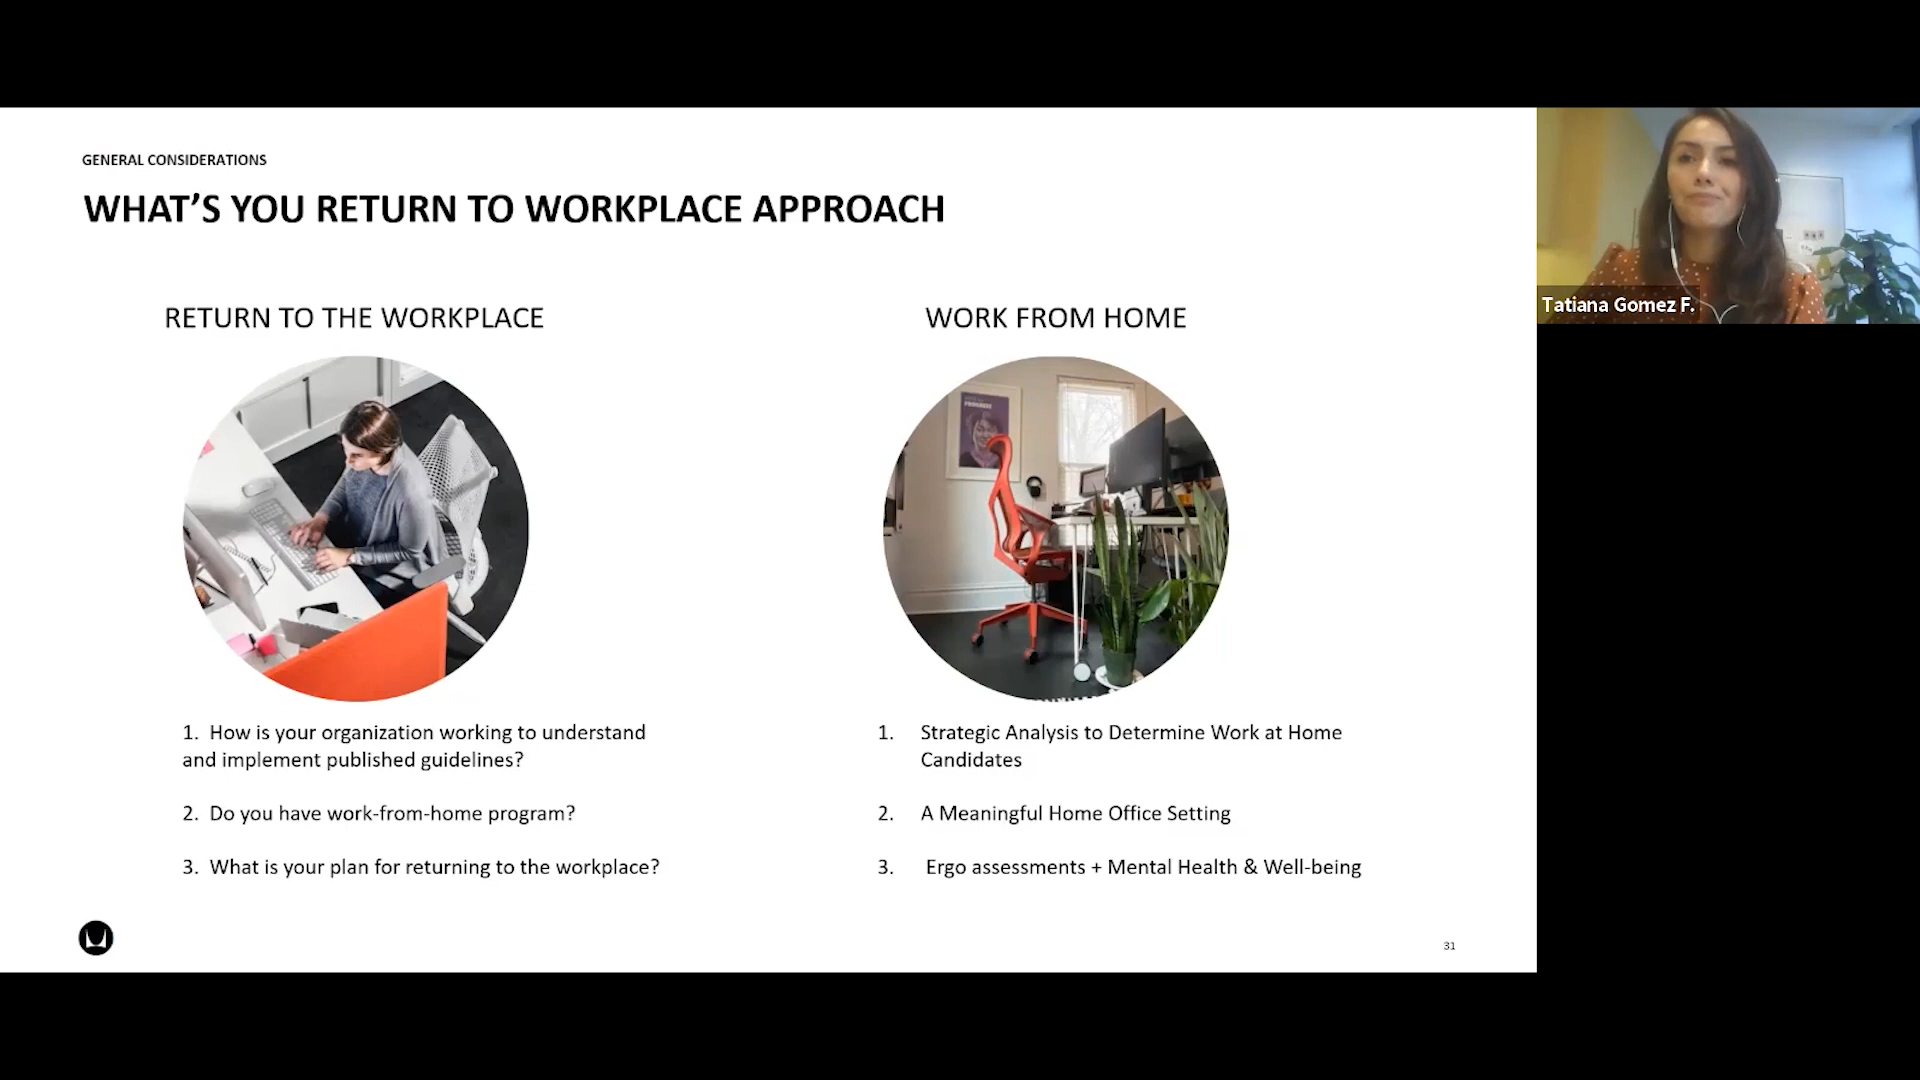 GENERAL CONSIDERATIONS
WHAT'S YOU RETURN TO WORKPLACE APPROACH
RETURN TO THE WORKPLACE
1. How is your organization working to understand
and implement published guidelines?
2. Do you have work-from-home program?
3. What is your plan for returning to the workplace?
WORK FROM HOME
1. Strategic Analysis to Determine Work at Home
Candidates
2. A Meaningful Home Office Setting
3. Ergo assessments + Mental Health & Well-being
31
Tatiana Gomez F.